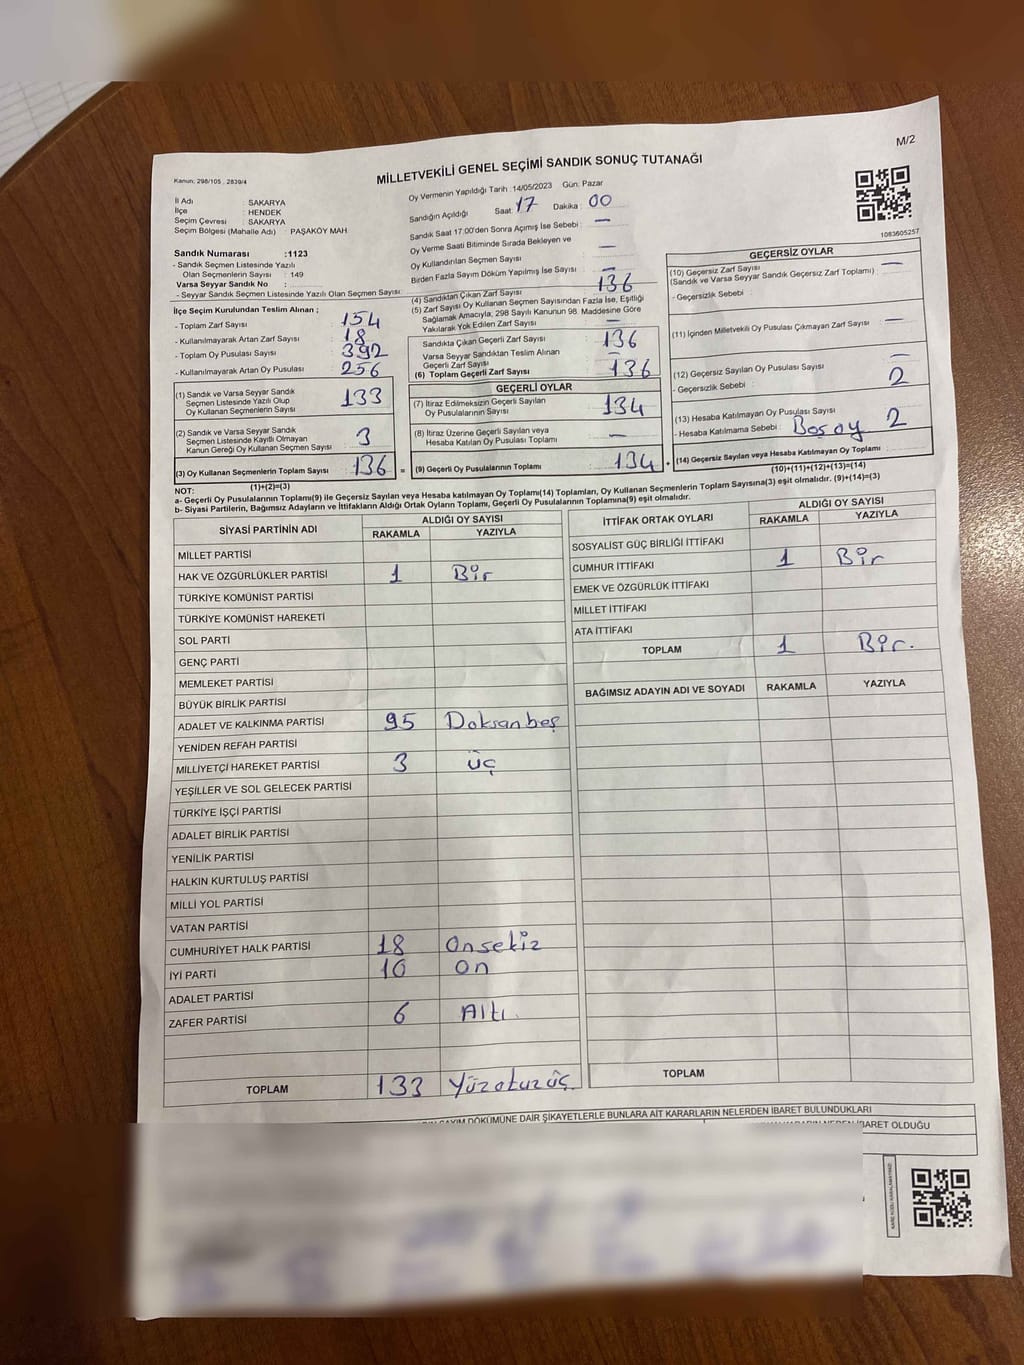 M/2
MİLLETVEKİLİ GENEL SEÇİMİ SANDIK SONUÇ TUTANAĞI
Kanun; 298/105 , 2839/4
İl Adı : SAKARYA
İlçe : HENDEK
Seçim Çevresi : SAKARYA
Seçim Bölgesi (Mahalle Adı) : PAŞAKÖY MAH.
Sandık Numarası :1123
- Sandık Seçmen Listesinde Yazılı
Olan Seçmenlerin Sayısı : 149
Varsa Seyyar Sandık No :
- Seyyar Sandık Seçmen Listesinde Yazılı Olan Seçmen Sayısı:
Oy Vermenin Yapıldığı Tarih :14/05/2023 Gün: Pazar
Sandığın Açıldığı Saat: 17 Dakika : 00
Sandık Saat 17.00'den Sonra Açımış İse Sebebi : —
Oy Verme Saati Bitiminde Sırada Bekleyen ve
Oy Kullandırılan Seçmen Sayısı : —
Birden Fazla Sayım Döküm Yapılmış İse Sayısı : —
1083605257
İlçe Seçim Kurulundan Teslim Alınan ;
- Toplam Zarf Sayısı : 154
- Kullanılmayarak Artan Zarf Sayısı : 18
- Toplam Oy Pusulası Sayısı : 392
- Kullanılmayarak Artan Oy Pusulası : 256
(1) Sandık ve Varsa Seyyar Sandık
Seçmen Listesinde Yazılı Olup
Oy Kullanan Seçmenlerin Sayısı : 133
(2) Sandık ve Varsa Seyyar Sandık
Seçmen Listesinde Kayıtlı Olmayan
Kanun Gereği Oy Kullanan Seçmen Sayısı : 3
(3) Oy Kullanan Seçmenlerin Toplam Sayısı : 136
(1)+(2)=(3)
(4) Sandıktan Çıkan Zarf Sayısı : 136
(5) Zarf Sayısı Oy Kullanan Seçmen Sayısından Fazla İse, Eşitliği
Sağlamak Amacıyla, 298 Sayılı Kanunun 98. Maddesine Göre
Yakılarak Yok Edilen Zarf Sayısı : —
Sandıkta Çıkan Geçerli Zarf Sayısı : 136
Varsa Seyyar Sandıktan Teslim Alınan
Geçerli Zarf Sayısı : —
(6) Toplam Geçerli Zarf Sayısı : 136
GEÇERLİ OYLAR
(7) İtiraz Edilmeksizin Geçerli Sayılan
Oy Pusulalarının Sayısı : 134
(8) İtiraz Üzerine Geçerli Sayılan veya
Hesaba Katılan Oy Pusulası Toplamı : —
= (9) Geçerli Oy Pusulalarının Toplamı : 134 +
GEÇERSİZ OYLAR
(10) Geçersiz Zarf Sayısı : —
(Sandık ve Varsa Seyyar Sandık Geçersiz Zarf Toplamı)
- Geçersizlik Sebebi :
(11) İçinden Milletvekili Oy Pusulası Çıkmayan Zarf Sayısı : —
(12) Geçersiz Sayılan Oy Pusulası Sayısı : —
- Geçersizlik Sebebi : 2
(13) Hesaba Katılmayan Oy Pusulası Sayısı : 2
- Hesaba Katılmama Sebebi : Boş oy
(14) Geçersiz Sayılan veya Hesaba Katılmayan Oy Toplamı :
(10)+(11)+(12)+(13)=(14)
NOT:
a- Geçerli Oy Pusulalarının Toplamı(9) ile Geçersiz Sayılan veya Hesaba katılmayan Oy Toplamı(14) Toplamları, Oy Kullanan Seçmenlerin Toplam Sayısına(3) eşit olmalıdır. (9)+(14)=(3)
b- Siyasi Partilerin, Bağımsız Adayların ve İttifakların Aldığı Ortak Oyların Toplamı, Geçerli Oy Pusulalarının Toplamına(9) eşit olmalıdır.
SİYASİ PARTİNİN ADI ALDIĞI OY SAYISI
RAKAMLA YAZIYLA
MİLLET PARTİSİ
HAK VE ÖZGÜRLÜKLER PARTİSİ 1 Bir
TÜRKİYE KOMÜNİST PARTİSİ
TÜRKİYE KOMÜNİST HAREKETİ
SOL PARTİ
GENÇ PARTİ
MEMLEKET PARTİSİ
BÜYÜK BİRLİK PARTİSİ
ADALET VE KALKINMA PARTİSİ 95 Doksanbeş
YENİDEN REFAH PARTİSİ
MİLLİYETÇİ HAREKET PARTİSİ 3 üç
YEŞİLLER VE SOL GELECEK PARTİSİ
TÜRKİYE İŞÇİ PARTİSİ
ADALET BİRLİK PARTİSİ
YENİLİK PARTİSİ
HALKIN KURTULUŞ PARTİSİ
MİLLİ YOL PARTİSİ
VATAN PARTİSİ
CUMHURİYET HALK PARTİSİ 18 Onsekiz
İYİ PARTİ 10 On
ADALET PARTİSİ
ZAFER PARTİSİ 6 Altı.
TOPLAM 133 Yüzotuzüç
İTTİFAK ORTAK OYLARI ALDIĞI OY SAYISI
RAKAMLA YAZIYLA
SOSYALİST GÜÇ BİRLİĞİ İTTİFAKI
CUMHUR İTTİFAKI 1 Bir
EMEK VE ÖZGÜRLÜK İTTİFAKI
MİLLET İTTİFAKI
ATA İTTİFAKI
TOPLAM 1 Bir.
BAĞIMSIZ ADAYIN ADI VE SOYADI RAKAMLA YAZIYLA
TOPLAM
SAYIM DÖKÜMÜNE DAİR ŞİKAYETLERLE BUNLARA AİT KARARLARIN NELERDEN İBARET BULUNDUKLARI
İBARET OLDUĞU